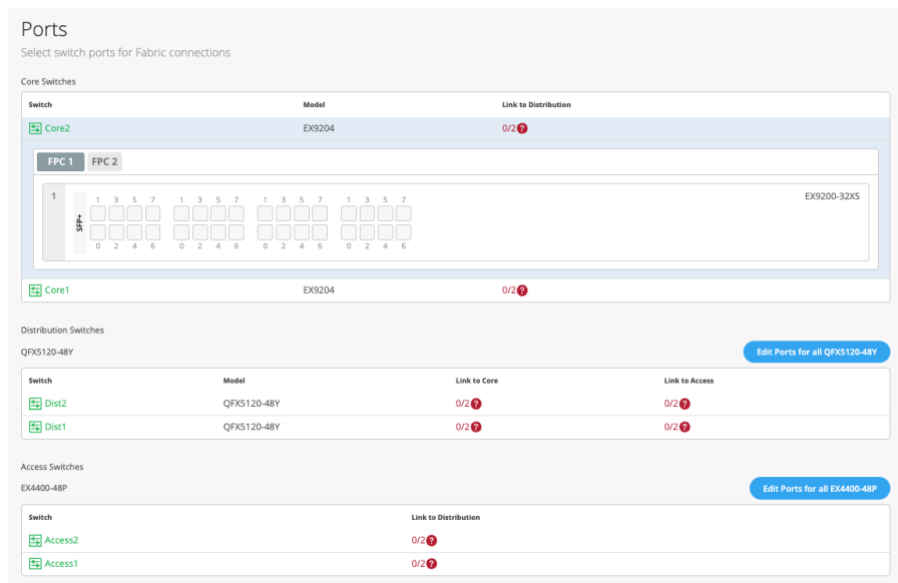 Ports
Select switch ports for Fabric connections
Core Switches
Switch Model Link to Distribution
Core2 EX9204 0/2 ?
FPC 1 FPC 2
1 EX9200-32XS
1 3 5 7 1 3 5 7 1 3 5 7 1 3 5 7
SFP+
0 2 4 6 0 2 4 6 0 2 4 6 0 2 4 6
Core1 EX9204 0/2 ?
Distribution Switches
QFX5120-48Y Edit Ports for all QFX5120-48Y
Switch Model Link to Core Link to Access
Dist2 QFX5120-48Y 0/2 ? 0/2 ?
Dist1 QFX5120-48Y 0/2 ? 0/2 ?
Access Switches
EX4400-48P Edit Ports for all EX4400-48P
Switch Link to Distribution
Access2 0/2 ?
Access1 0/2 ?